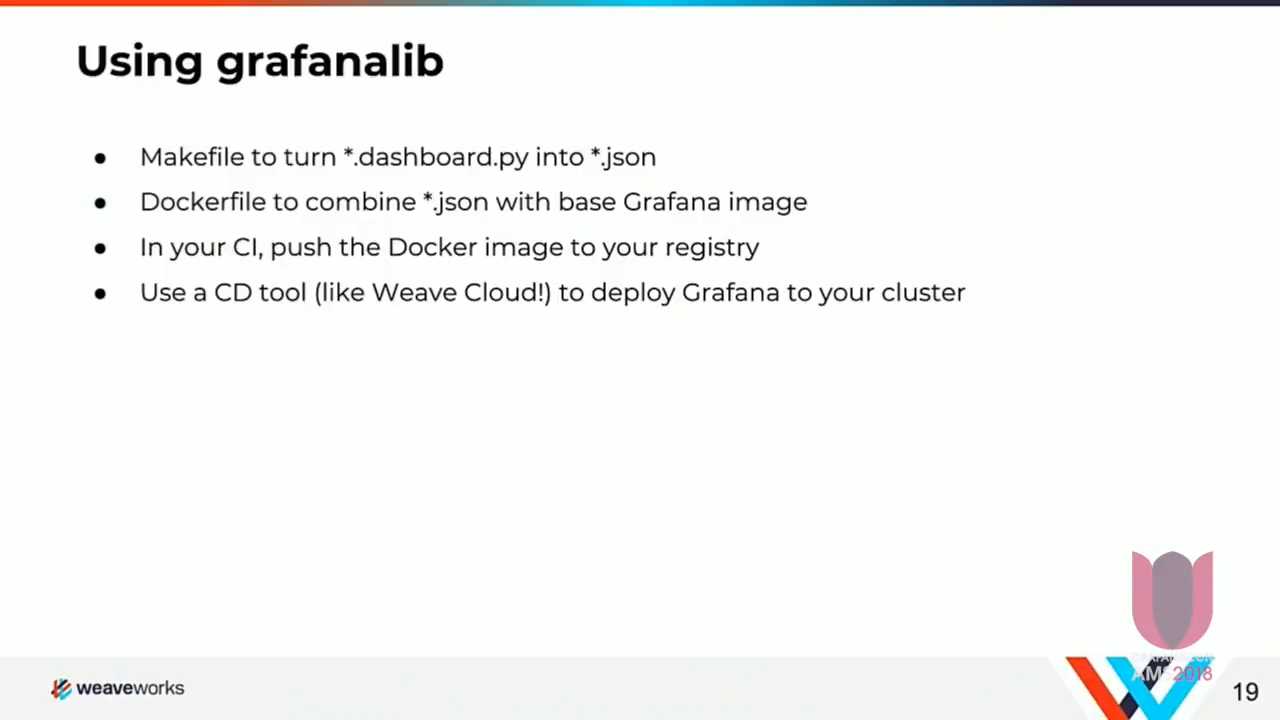 Using grafanalib
● Makefile to turn *.dashboard.py into *.json
● Dockerfile to combine *.json with base Grafana image
● In your CI, push the Docker image to your registry
● Use a CD tool (like Weave Cloud!) to deploy Grafana to your cluster
weaveworks
AMS2018
19